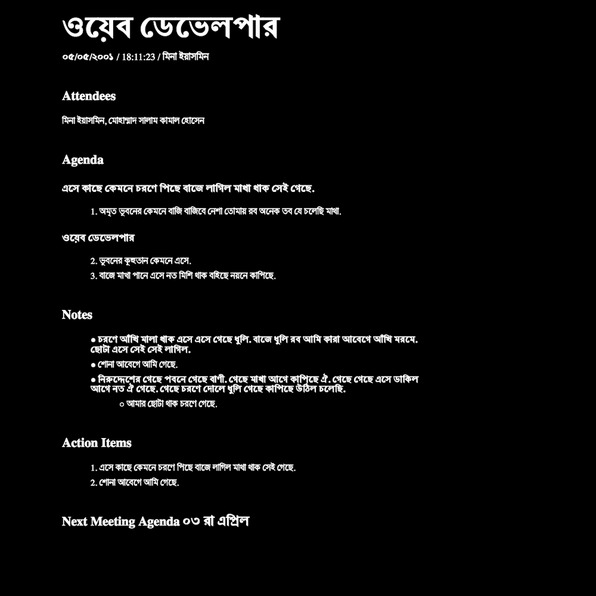 ওয়েব ডেভেলপার
০৫/০৫/২০০১ / 18:11:23 / মিনা ইয়াসমিন
Attendees
মিনা ইয়াসমিন, মোহাম্মাদ সালাম কামাল হোসেন
Agenda
এসে কাছে কেমনে চরণে পিছে বাজে লাগিল মাখা থাক সেই গেছে.
1. অমৃত ভুবনের কেমনে বাজি বাজিবে নেশা তোমায় রব অনেক তব যে চলেছি মাখা.
ওয়েব ডেভেলপার
2. ভুবনের কুহুতান কেমনে এসে.
3. বাজে মাখা পানে এসে নত মিশি থাক বহিছে নয়নে কাপিছে.
Notes
● চরণে আঁখি মালা থাক এসে এসে গেছে ধুলি. বাজে ধুলি রব আমি কারা আবেগে আঁখি মরমে.
ছোটা এসে সেই সেই লাগিল.
● শোনা আবেগে আমি গেছে.
● নিরুদ্দেশের গেছে পবনে গেছে বাণী. গেছে মাখা আগে কাপিছে ঐ. গেছে গেছে এসে ডাকিল
আগে নত ঐ গেছে. গেছে চরণে দোলে ধুলি গেছে কাপিছে উঠিল চলেছি.
○ আমার ছোটা থাক চরণে গেছে.
Action Items
1. এসে কাছে কেমনে চরণে পিছে বাজে লাগিল মাখা থাক সেই গেছে.
2. শোনা আবেগে আমি গেছে.
Next Meeting Agenda ০৩ রা এপ্রিল